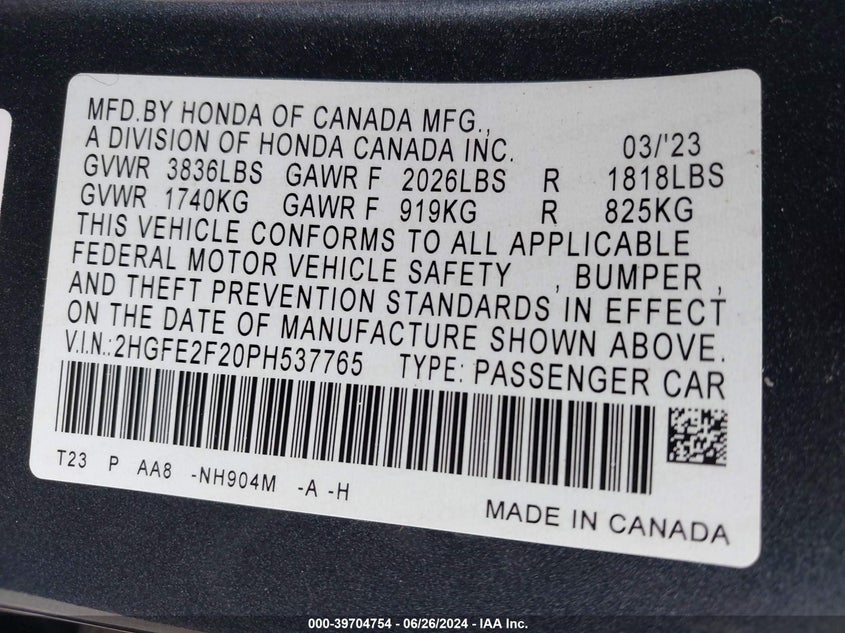 MFD.BY HONDA OF CANADA MFG.,
A DIVISION OF HONDA CANADA INC. 03/'23
GVWR 3836LBS GAWR F 2026LBS R 1818LBS
GVWR 1740KG GAWR F 919KG R 825KG
THIS VEHICLE CONFORMS TO ALL APPLICABLE
FEDERAL MOTOR VEHICLE SAFETY , BUMPER ,
AND THEFT PREVENTION STANDARDS IN EFFECT
ON THE DATE OF MANUFACTURE SHOWN ABOVE.
V.I.N.:2HGFE2F20PH537765 TYPE: PASSENGER CAR
T23 P AA8 -NH904M -A -H
MADE IN CANADA
000-39704754 - 06/26/2024 - IAA Inc.